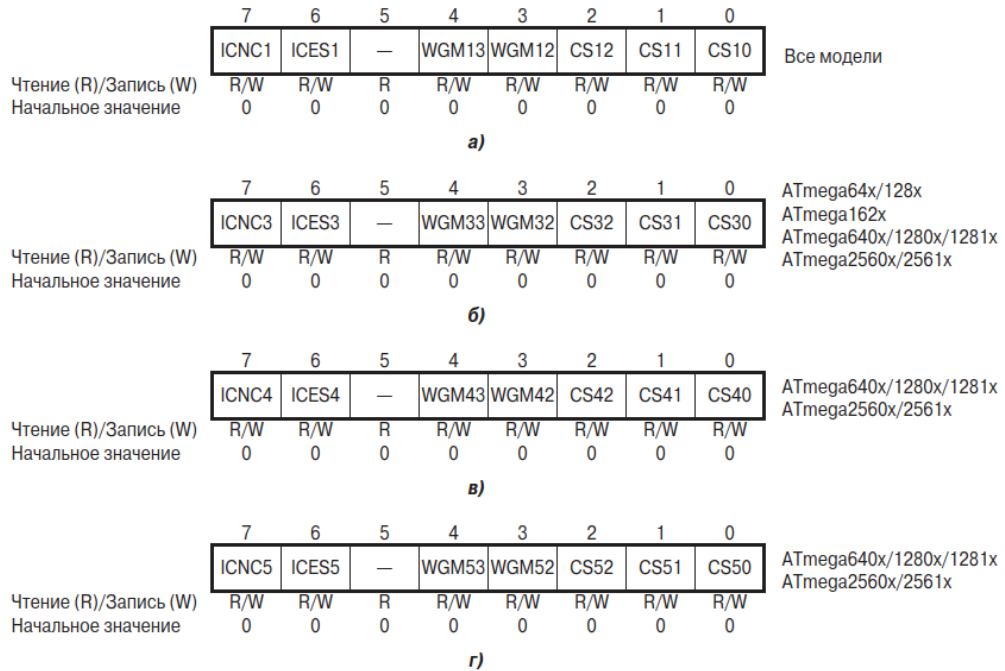 7 6 5 4 3 2 1 0
ICNC1 ICES1 — WGM13 WGM12 CS12 CS11 CS10 Все модели
Чтение (R)/Запись (W) R/W R/W R R/W R/W R/W R/W R/W
Начальное значение 0 0 0 0 0 0 0 0
а)
7 6 5 4 3 2 1 0
ATmega64x/128x
ATmega162x
ICNC3 ICES3 — WGM33 WGM32 CS32 CS31 CS30
ATmega640x/1280x/1281x
ATmega2560x/2561x
Чтение (R)/Запись (W) R/W R/W R R/W R/W R/W R/W R/W
Начальное значение 0 0 0 0 0 0 0 0
б)
7 6 5 4 3 2 1 0
ICNC4 ICES4 — WGM43 WGM42 CS42 CS41 CS40
ATmega640x/1280x/1281x
ATmega2560x/2561x
Чтение (R)/Запись (W) R/W R/W R R/W R/W R/W R/W R/W
Начальное значение 0 0 0 0 0 0 0 0
в)
7 6 5 4 3 2 1 0
ICNC5 ICES5 — WGM53 WGM52 CS52 CS51 CS50
ATmega640x/1280x/1281x
ATmega2560x/2561x
Чтение (R)/Запись (W) R/W R/W R R/W R/W R/W R/W R/W
Начальное значение 0 0 0 0 0 0 0 0
г)